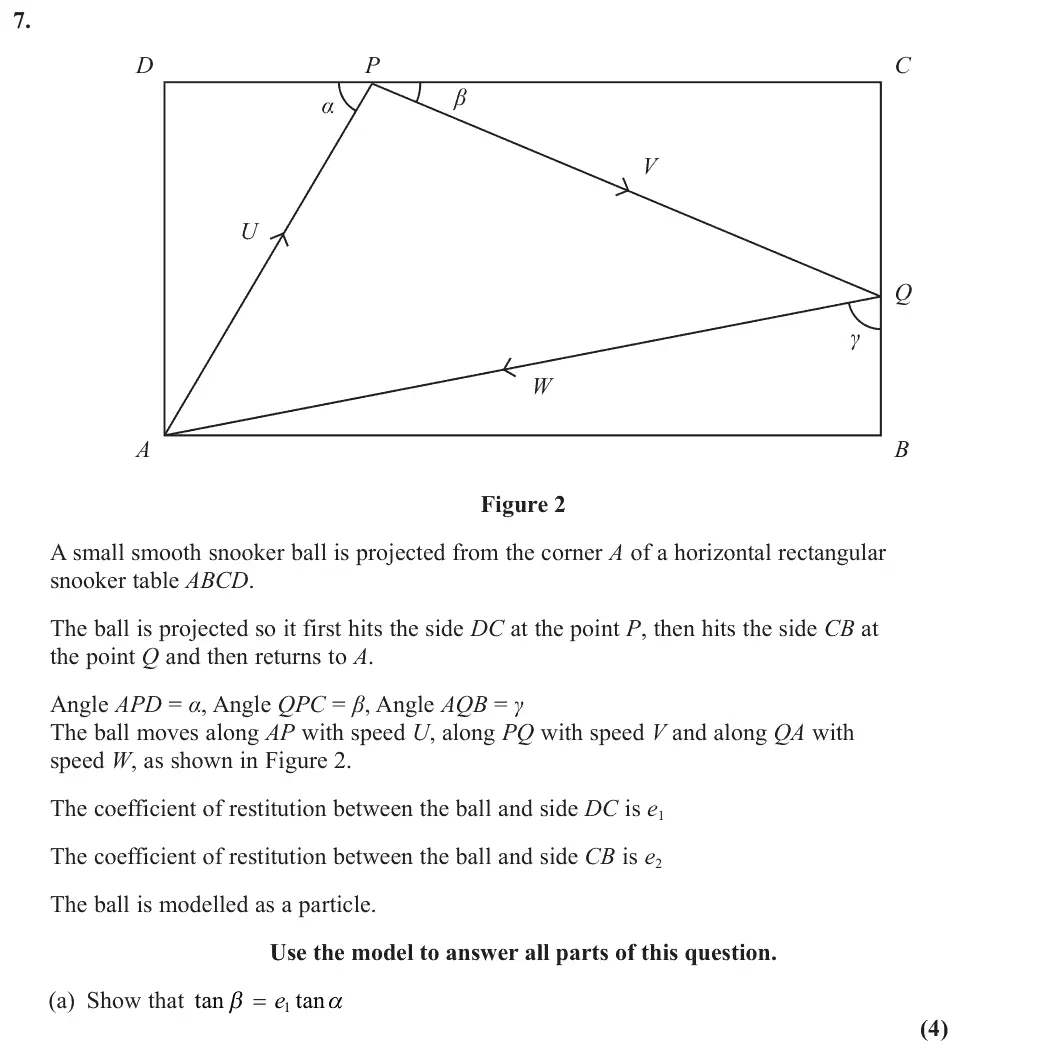 7.
D P C
α β
V
U
Q
γ
W
A B
Figure 2
A small smooth snooker ball is projected from the corner A of a horizontal rectangular
snooker table ABCD.
The ball is projected so it first hits the side DC at the point P, then hits the side CB at
the point Q and then returns to A.
Angle APD = α, Angle QPC = β, Angle AQB = γ
The ball moves along AP with speed U, along PQ with speed V and along QA with
speed W, as shown in Figure 2.
The coefficient of restitution between the ball and side DC is e₁
The coefficient of restitution between the ball and side CB is e₂
The ball is modelled as a particle.
Use the model to answer all parts of this question.
(a) Show that tan β = e₁ tan α
(4)